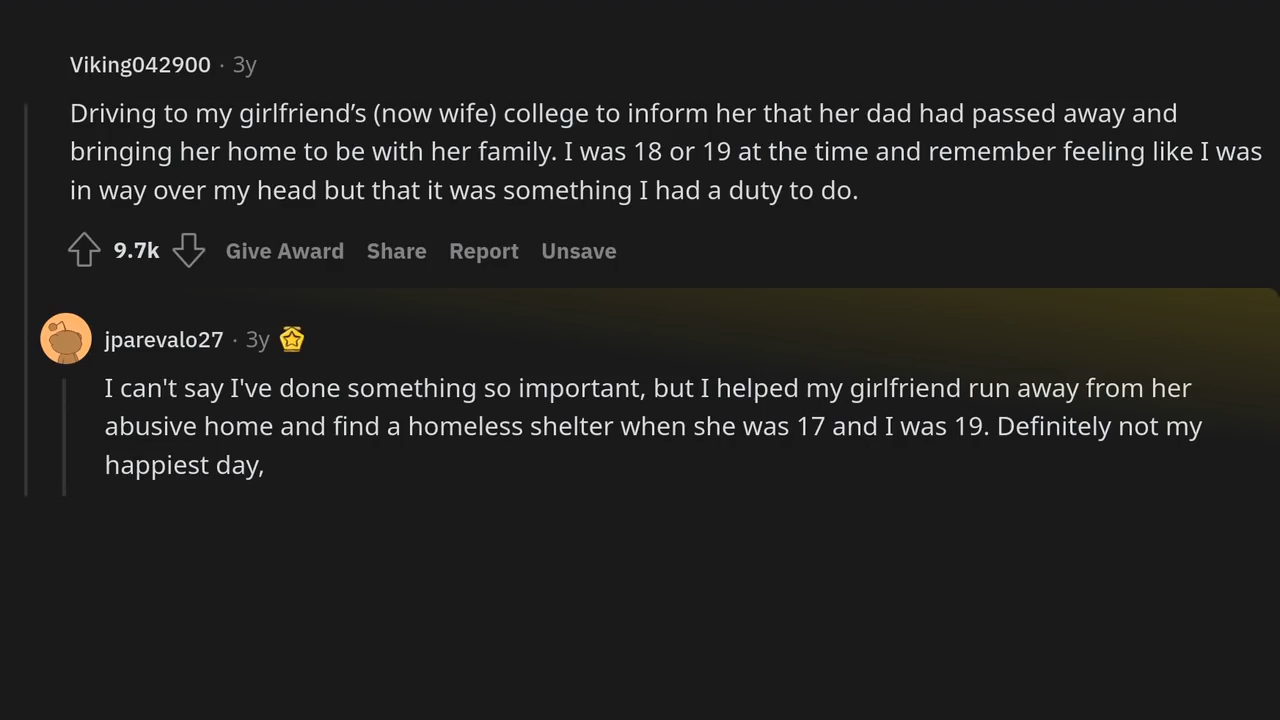 Viking042900 · 3y
Driving to my girlfriend’s (now wife) college to inform her that her dad had passed away and
bringing her home to be with her family. I was 18 or 19 at the time and remember feeling like I was
in way over my head but that it was something I had a duty to do.
9.7k Give Award Share Report Unsave
jparevalo27 · 3y
I can't say I've done something so important, but I helped my girlfriend run away from her
abusive home and find a homeless shelter when she was 17 and I was 19. Definitely not my
happiest day,